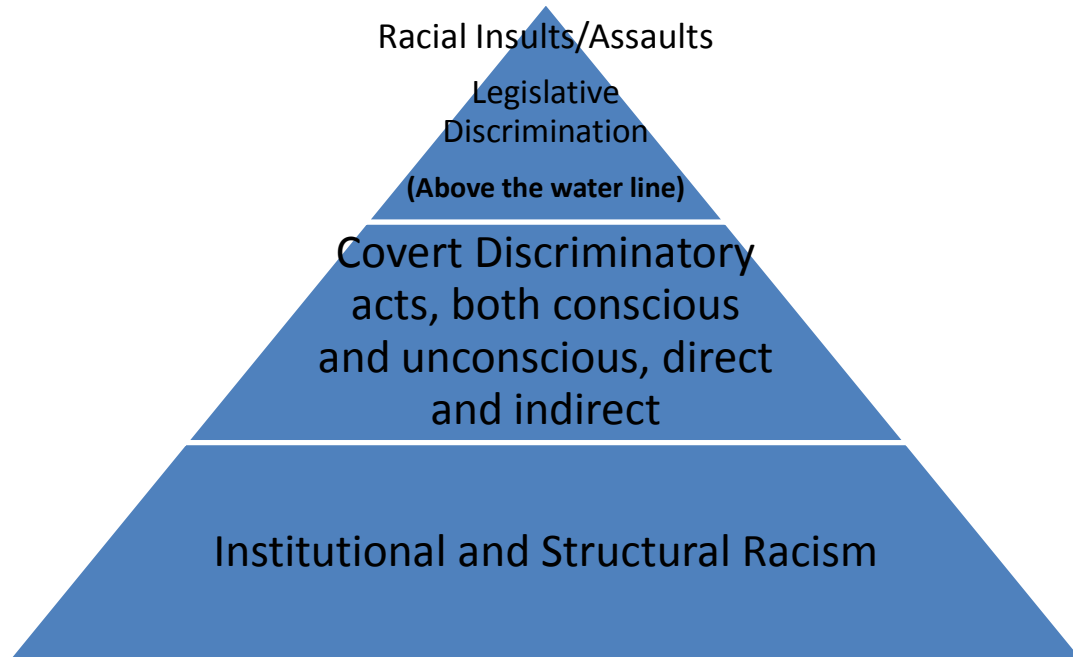 Racial Insults/Assaults
Legislative
Discrimination
(Above the water line)
Covert Discriminatory
acts, both conscious
and unconscious, direct
and indirect
Institutional and Structural Racism